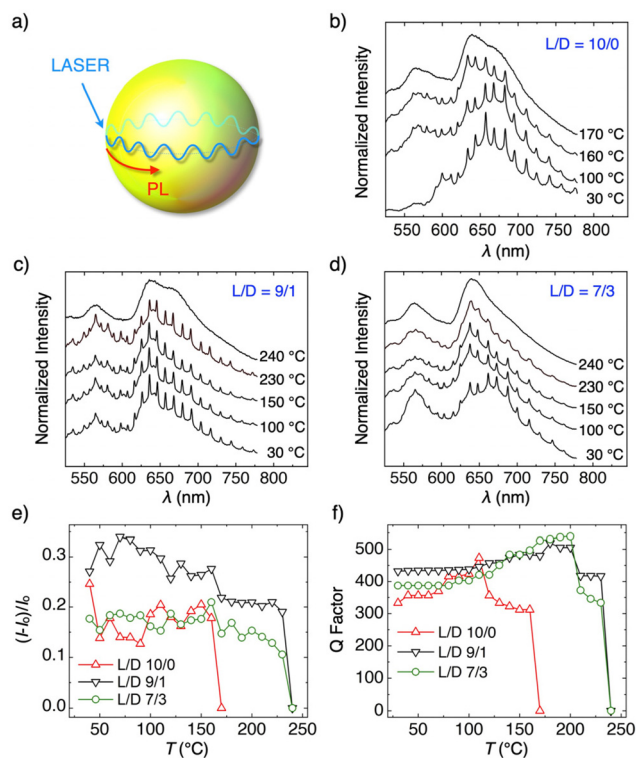 a)
LASER
PL
b)
L/D = 10/0
Normalized Intensity
170 °C
160 °C
100 °C
30 °C
550 600 650 700 750 800
λ (nm)
c)
L/D = 9/1
Normalized Intensity
240 °C
230 °C
150 °C
100 °C
30 °C
550 600 650 700 750 800
λ (nm)
d)
L/D = 7/3
Normalized Intensity
240 °C
230 °C
150 °C
100 °C
30 °C
550 600 650 700 750 800
λ (nm)
e)
(I-I₀)/I₀
0.3
0.2
0.1
0.0
L/D 10/0
L/D 9/1
L/D 7/3
50 100 150 200 250
T (°C)
f)
Q Factor
500
400
300
200
100
0
L/D 10/0
L/D 9/1
L/D 7/3
50 100 150 200 250
T (°C)